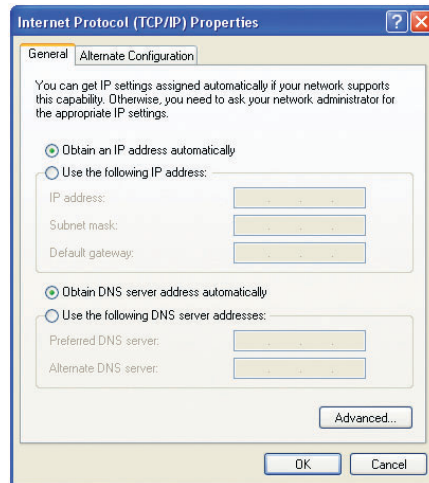 Internet Protocol (TCP/IP) Properties
General
Alternate Configuration
You can get IP settings assigned automatically if your network supports
this capability. Otherwise, you need to ask your network administrator for
the appropriate IP settings.
Obtain an IP address automatically
Use the following IP address:
IP address:
Subnet mask:
Default gateway:
Obtain DNS server address automatically
Use the following DNS server addresses:
Preferred DNS server:
Alternate DNS server:
Advanced...
OK
Cancel